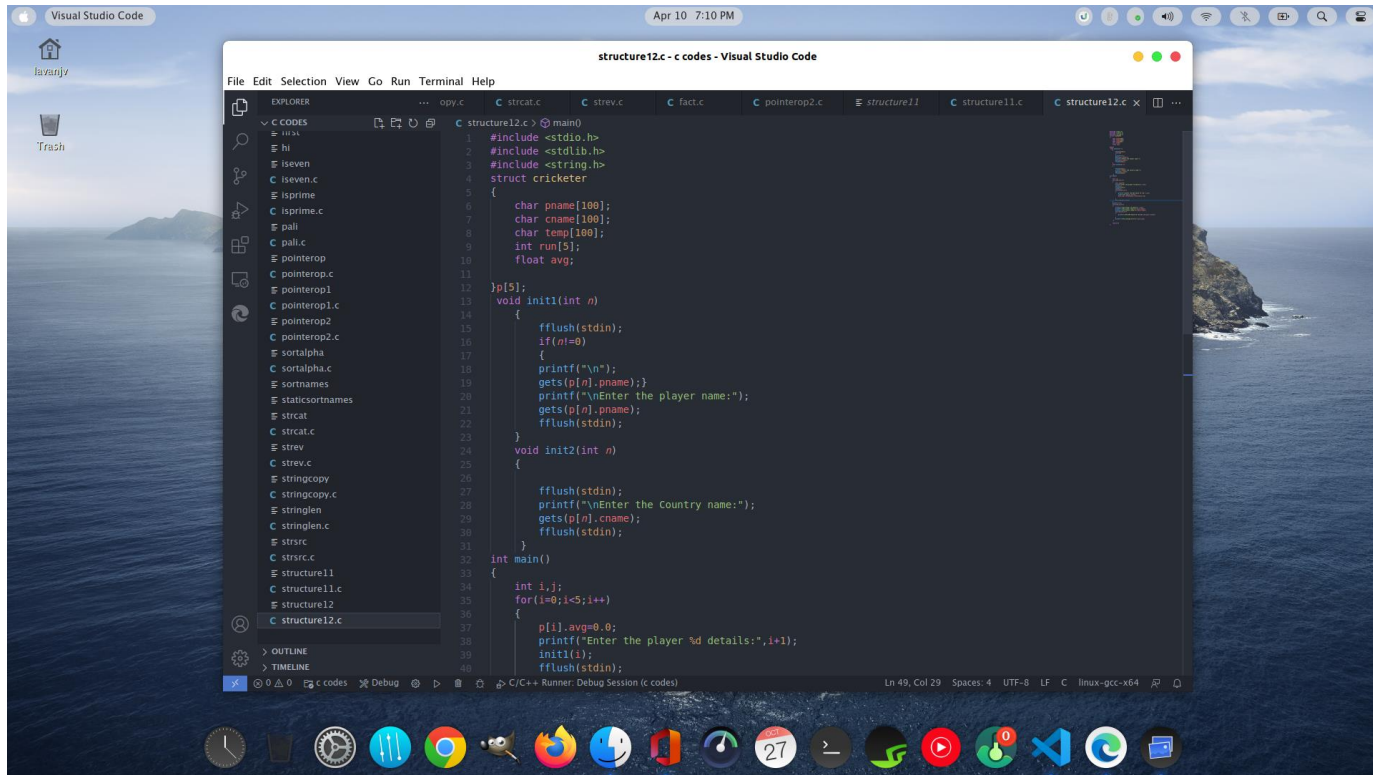 Visual Studio Code
Apr 10 7:10 PM
lavanjv
Trash
structure12.c - c codes - Visual Studio Code
File Edit Selection View Go Run Terminal Help
EXPLORER
... opy.c strcat.c strev.c fact.c pointerop2.c structure11 structure11.c structure12.c
C CODES
structure12.c > main()
first
hi
iseven
iseven.c
isprime
isprime.c
pali
pali.c
pointerop
pointerop.c
pointerop1
pointerop1.c
pointerop2
pointerop2.c
sortalpha
sortalpha.c
sortnames
staticsortnames
strcat
strcat.c
strev
strev.c
stringcopy
stringcopy.c
stringlen
stringlen.c
strsrc
strsrc.c
structure11
structure11.c
structure12
structure12.c
OUTLINE
TIMELINE
1 #include <stdio.h>
2 #include <stdlib.h>
3 #include <string.h>
4 struct cricketer
5 {
6 char pname[100];
7 char cname[100];
8 char temp[100];
9 int run[5];
10 float avg;
11
12 }p[5];
13 void init1(int n)
14 {
15 fflush(stdin);
16 if(n!=0)
17 {
18 printf("\n");
19 gets(p[n].pname);}
20 printf("\nEnter the player name:");
21 gets(p[n].pname);
22 fflush(stdin);
23 }
24 void init2(int n)
25 {
26
27 fflush(stdin);
28 printf("\nEnter the Country name:");
29 gets(p[n].cname);
30 fflush(stdin);
31 }
32 int main()
33 {
34 int i,j;
35 for(i=0;i<5;i++)
36 {
37 p[i].avg=0.0;
38 printf("Enter the player %d details:",i+1);
39 init1(i);
40 fflush(stdin);
0 0 c codes Debug C/C++ Runner: Debug Session (c codes) Ln 49, Col 29 Spaces: 4 UTF-8 LF C linux-gcc-x64
OCT
27
0